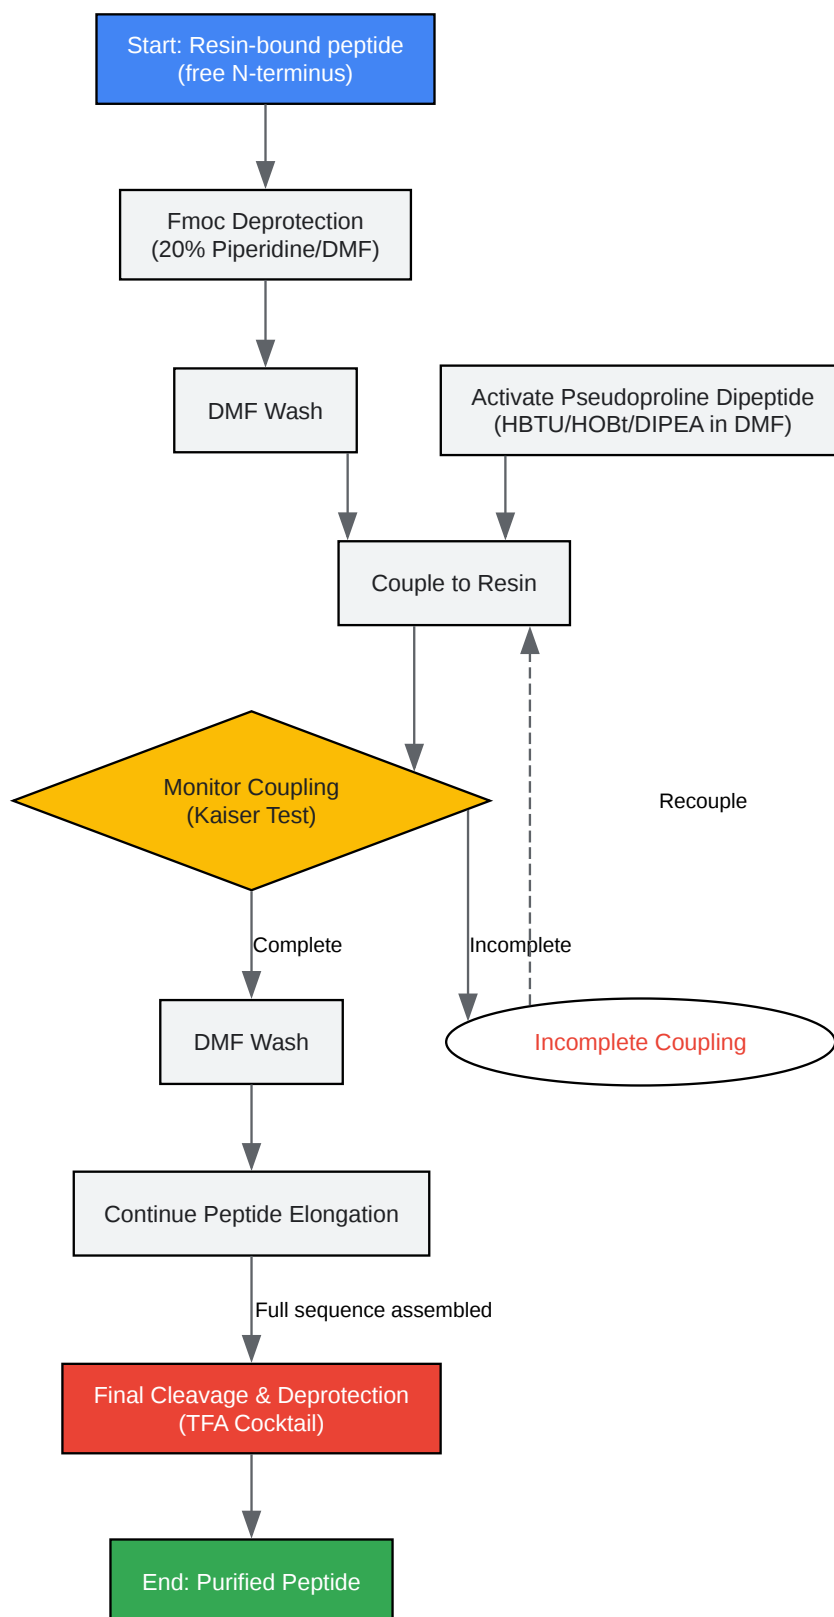 Start: Resin-bound peptide
(free N-terminus)
Fmoc Deprotection
(20% Piperidine/DMF)
DMF Wash
Activate Pseudoproline Dipeptide
(HBTU/HOBt/DIPEA in DMF)
Couple to Resin
Monitor Coupling
(Kaiser Test)
Recouple
Complete
Incomplete
DMF Wash
Incomplete Coupling
Continue Peptide Elongation
Full sequence assembled
Final Cleavage & Deprotection
(TFA Cocktail)
End: Purified Peptide